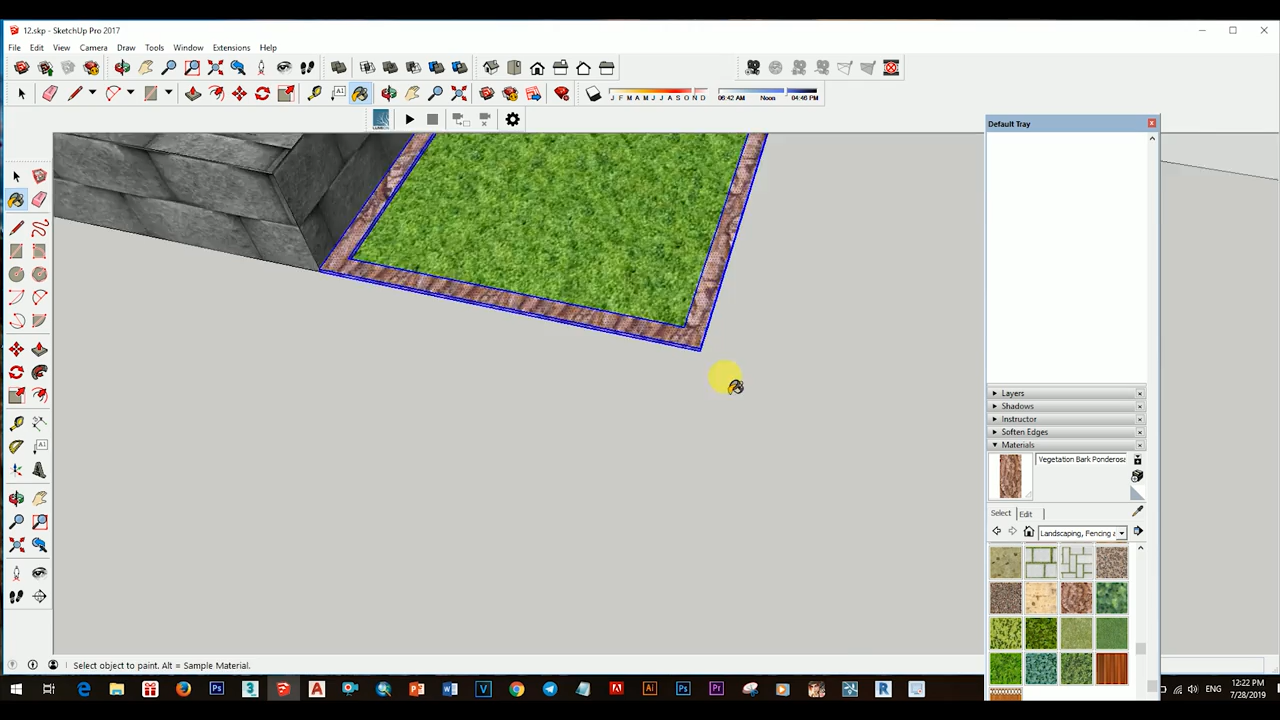 12.skp - SketchUp Pro 2017
File Edit View Camera Draw Tools Window Extensions Help
J F M A M J J A S O N D 06:42 AM Noon 04:46 PM
Default Tray
Layers
Shadows
Instructor
Soften Edges
Materials
Vegetation Bark Ponderosa
Select Edit
Landscaping, Fencing a
Select object to paint. Alt = Sample Material.
ENG 12:22 PM
7/28/2019